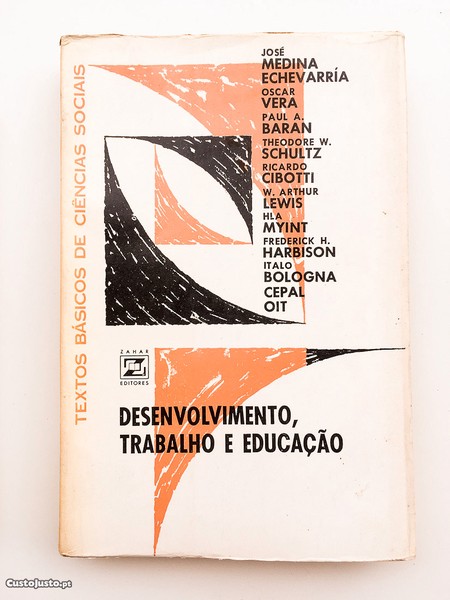 TEXTOS BÁSICOS DE CIÊNCIAS SOCIAIS
JOSÉ
MEDINA
ECHEVARRÍA
OSCAR
VERA
PAUL A.
BARAN
THEODORE W.
SCHULTZ
RICARDO
CIBOTTI
W. ARTHUR
LEWIS
HLA
MYINT
FREDERICK H.
HARBISON
ITALO
BOLOGNA
CEPAL
OIT
ZAHAR
EDITORES
DESENVOLVIMENTO,
TRABALHO E EDUCAÇÃO
CustoJusto.pt